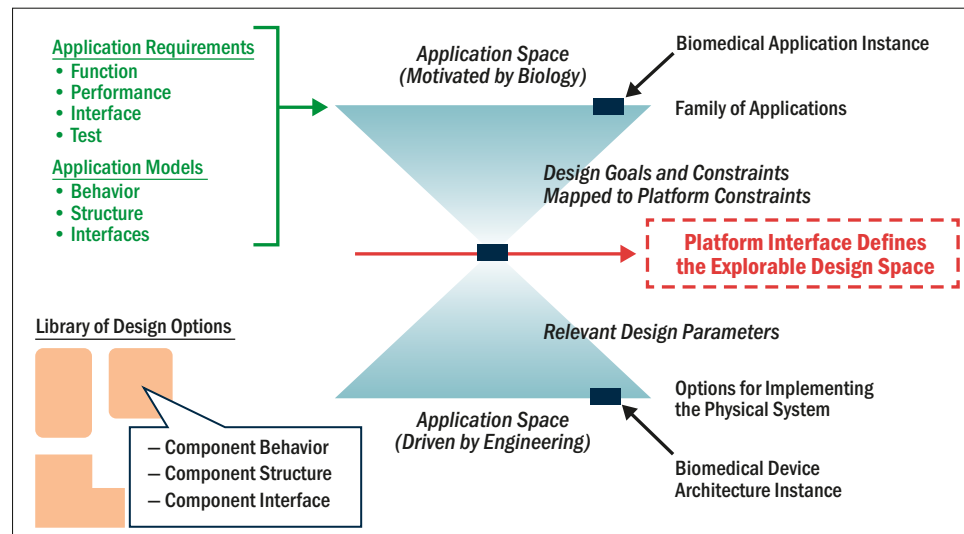 Application Requirements
• Function
• Performance
• Interface
• Test
Application Models
• Behavior
• Structure
• Interfaces
Application Space
(Motivated by Biology)
Biomedical Application Instance
Family of Applications
Design Goals and Constraints
Mapped to Platform Constraints
Platform Interface Defines
the Explorable Design Space
Library of Design Options
— Component Behavior
— Component Structure
— Component Interface
Relevant Design Parameters
Options for Implementing
the Physical System
Application Space
(Driven by Engineering)
Biomedical Device
Architecture Instance